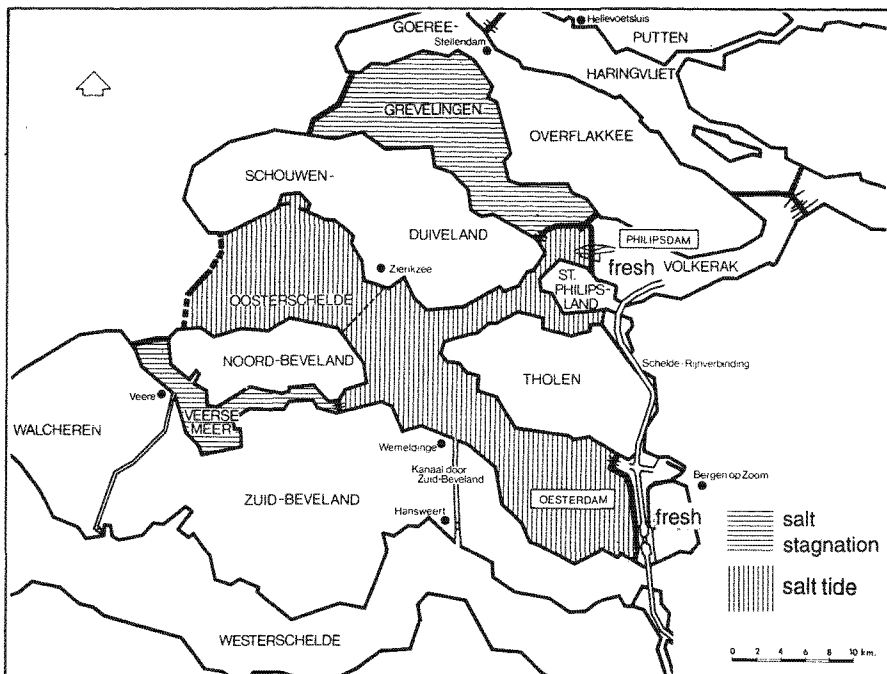 GOEREE-
Hellevoetsluis
PUTTEN
Stellendam
HARINGVLIET
GREVELINGEN
OVERFLAKKEE
SCHOUWEN-
DUIVELAND
PHILIPSDAM
fresh
VOLKERAK
Zierikzee
ST.
PHILIPS-
LAND
OOSTERSCHELDE
NOORD-BEVELAND
Schelde-Rijnverbinding
THOLEN
Veere
VEERSE
MEER
WALCHEREN
Wemeldinge
Kanaal door
Zuid-Beveland
Bergen op Zoom
ZUID-BEVELAND
OESTERDAM
Hansweert
fresh
salt
stagnation
salt tide
WESTERSCHELDE
0 2 4 6 8 10 km.